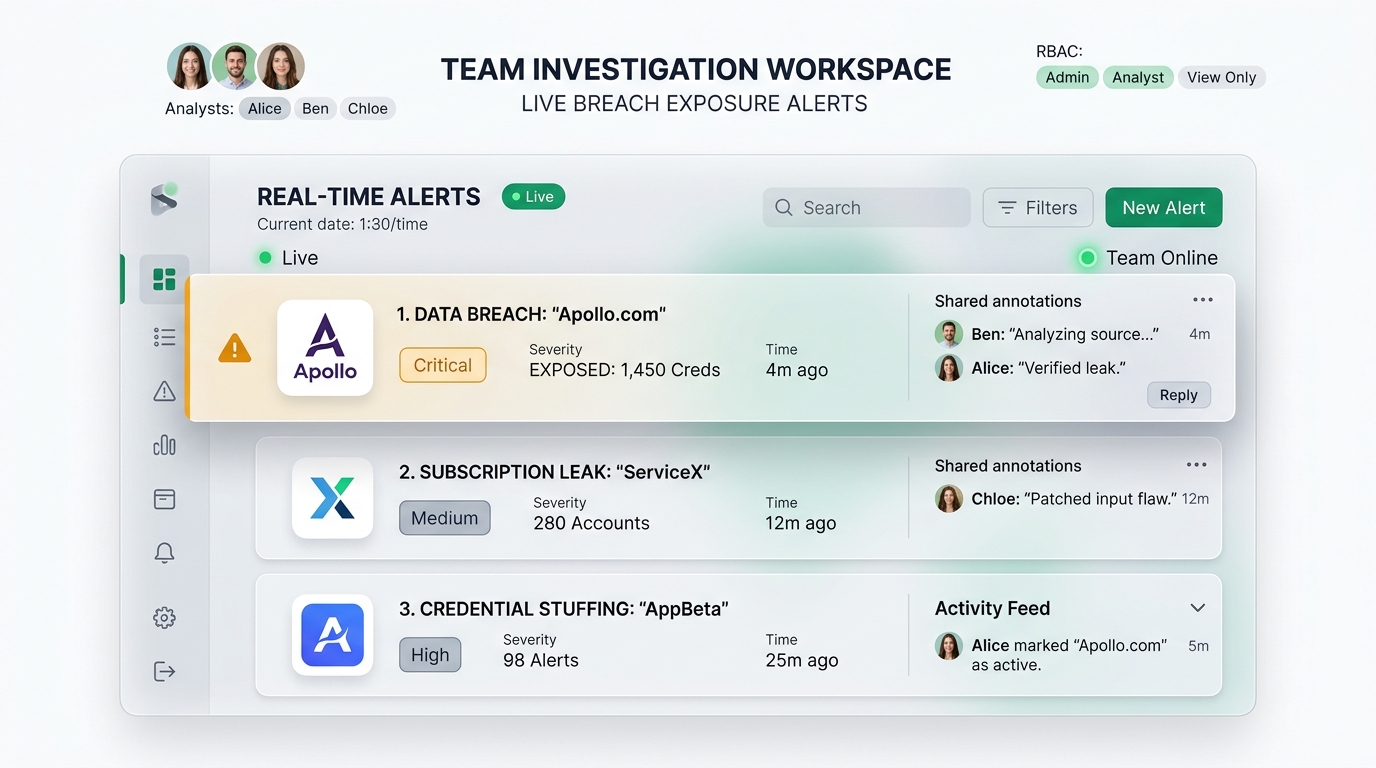 TEAM INVESTIGATION WORKSPACE
LIVE BREACH EXPOSURE ALERTS
Analysts: Alice Ben Chloe
RBAC:
Admin Analyst View Only
REAL-TIME ALERTS Live
Current date: 1:30/time
Search
Filters
New Alert
Live
Team Online
Apollo
1. DATA BREACH: “Apollo.com”
Critical
Severity
EXPOSED: 1,450 Creds
Time
4m ago
Shared annotations
Ben: “Analyzing source...” 4m
Alice: “Verified leak.”
Reply
2. SUBSCRIPTION LEAK: “ServiceX”
Medium
Severity
280 Accounts
Time
12m ago
Shared annotations
Chloe: “Patched input flaw.” 12m
3. CREDENTIAL STUFFING: “AppBeta”
High
Severity
98 Alerts
Time
25m ago
Activity Feed
Alice marked “Apollo.com” 5m
as active.